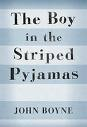 The Boy
in the
Striped
Pyjamas
JOHN BOYNE